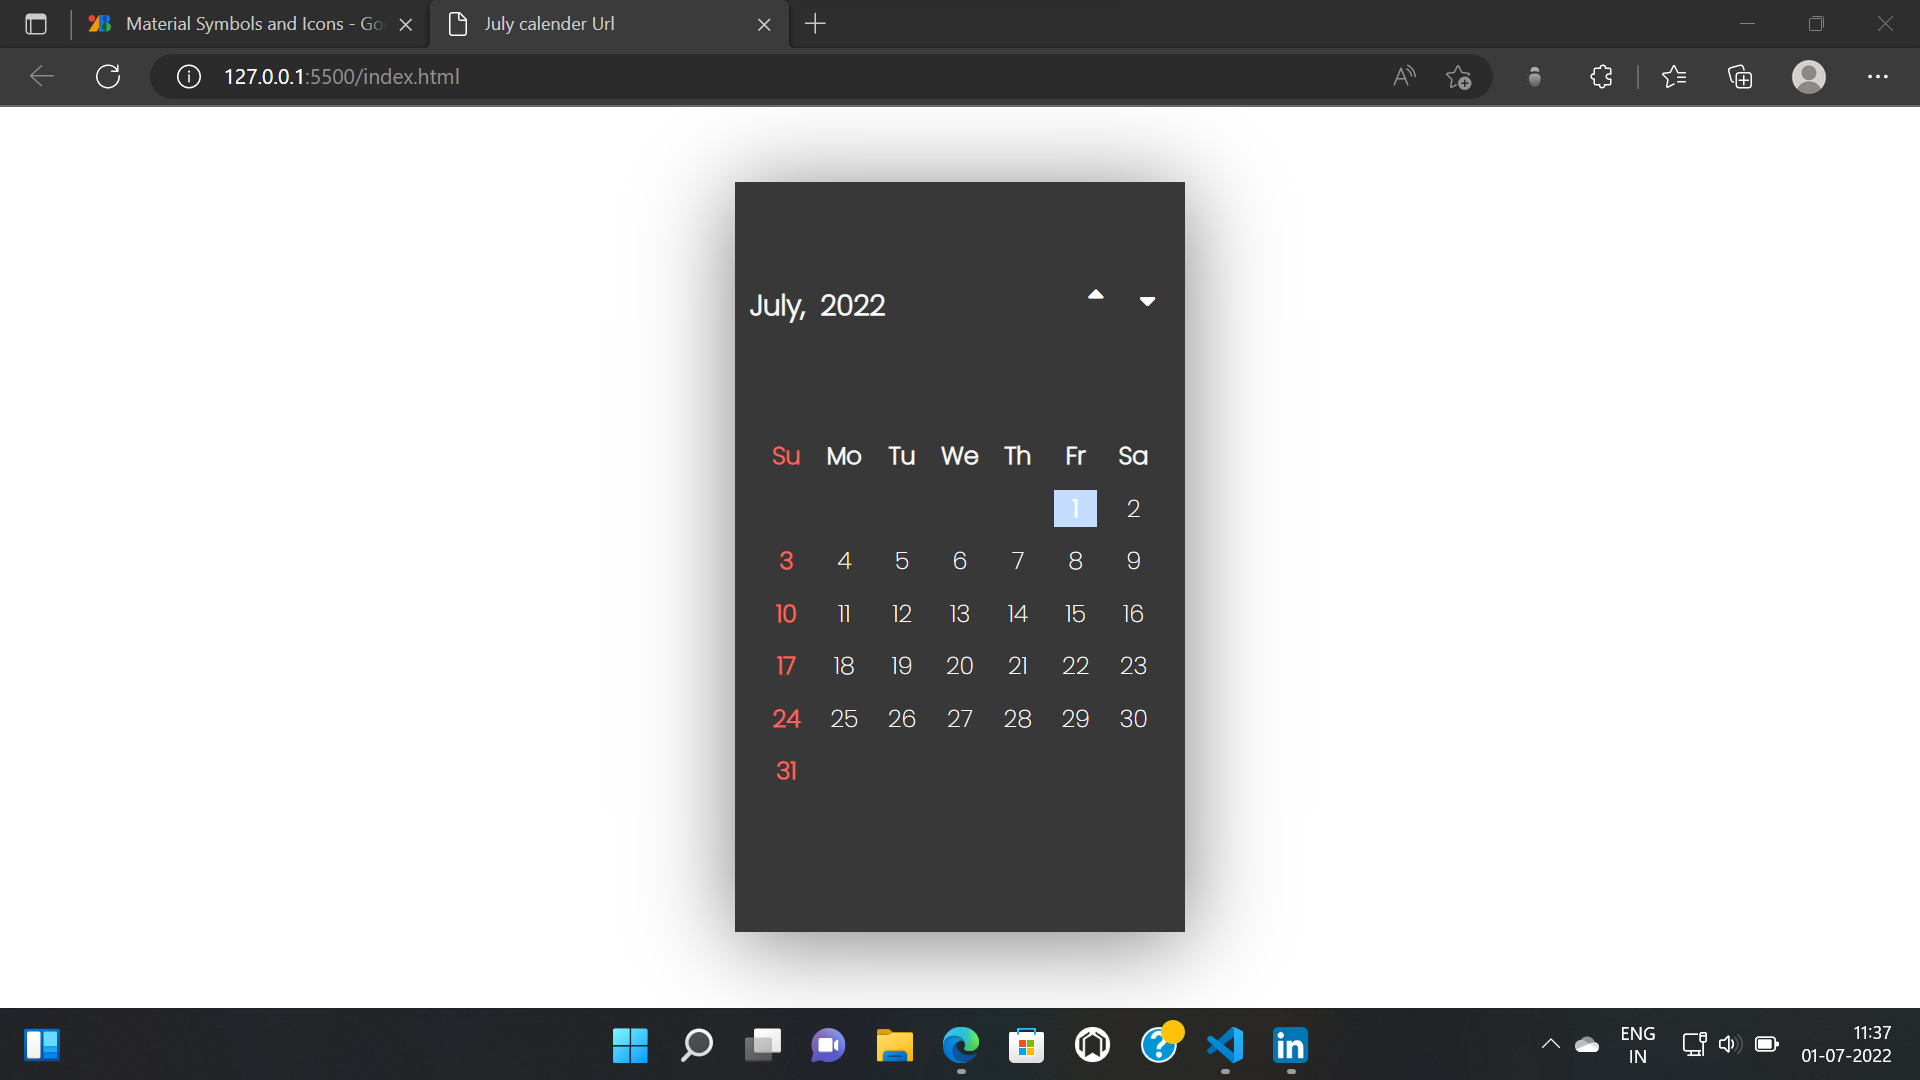 Material Symbols and Icons - Go
July calender Url
127.0.0.1:5500/index.html
July, 2022
Su Mo Tu We Th Fr Sa
1 2
3 4 5 6 7 8 9
10 11 12 13 14 15 16
17 18 19 20 21 22 23
24 25 26 27 28 29 30
31
ENG
IN
11:37
01-07-2022